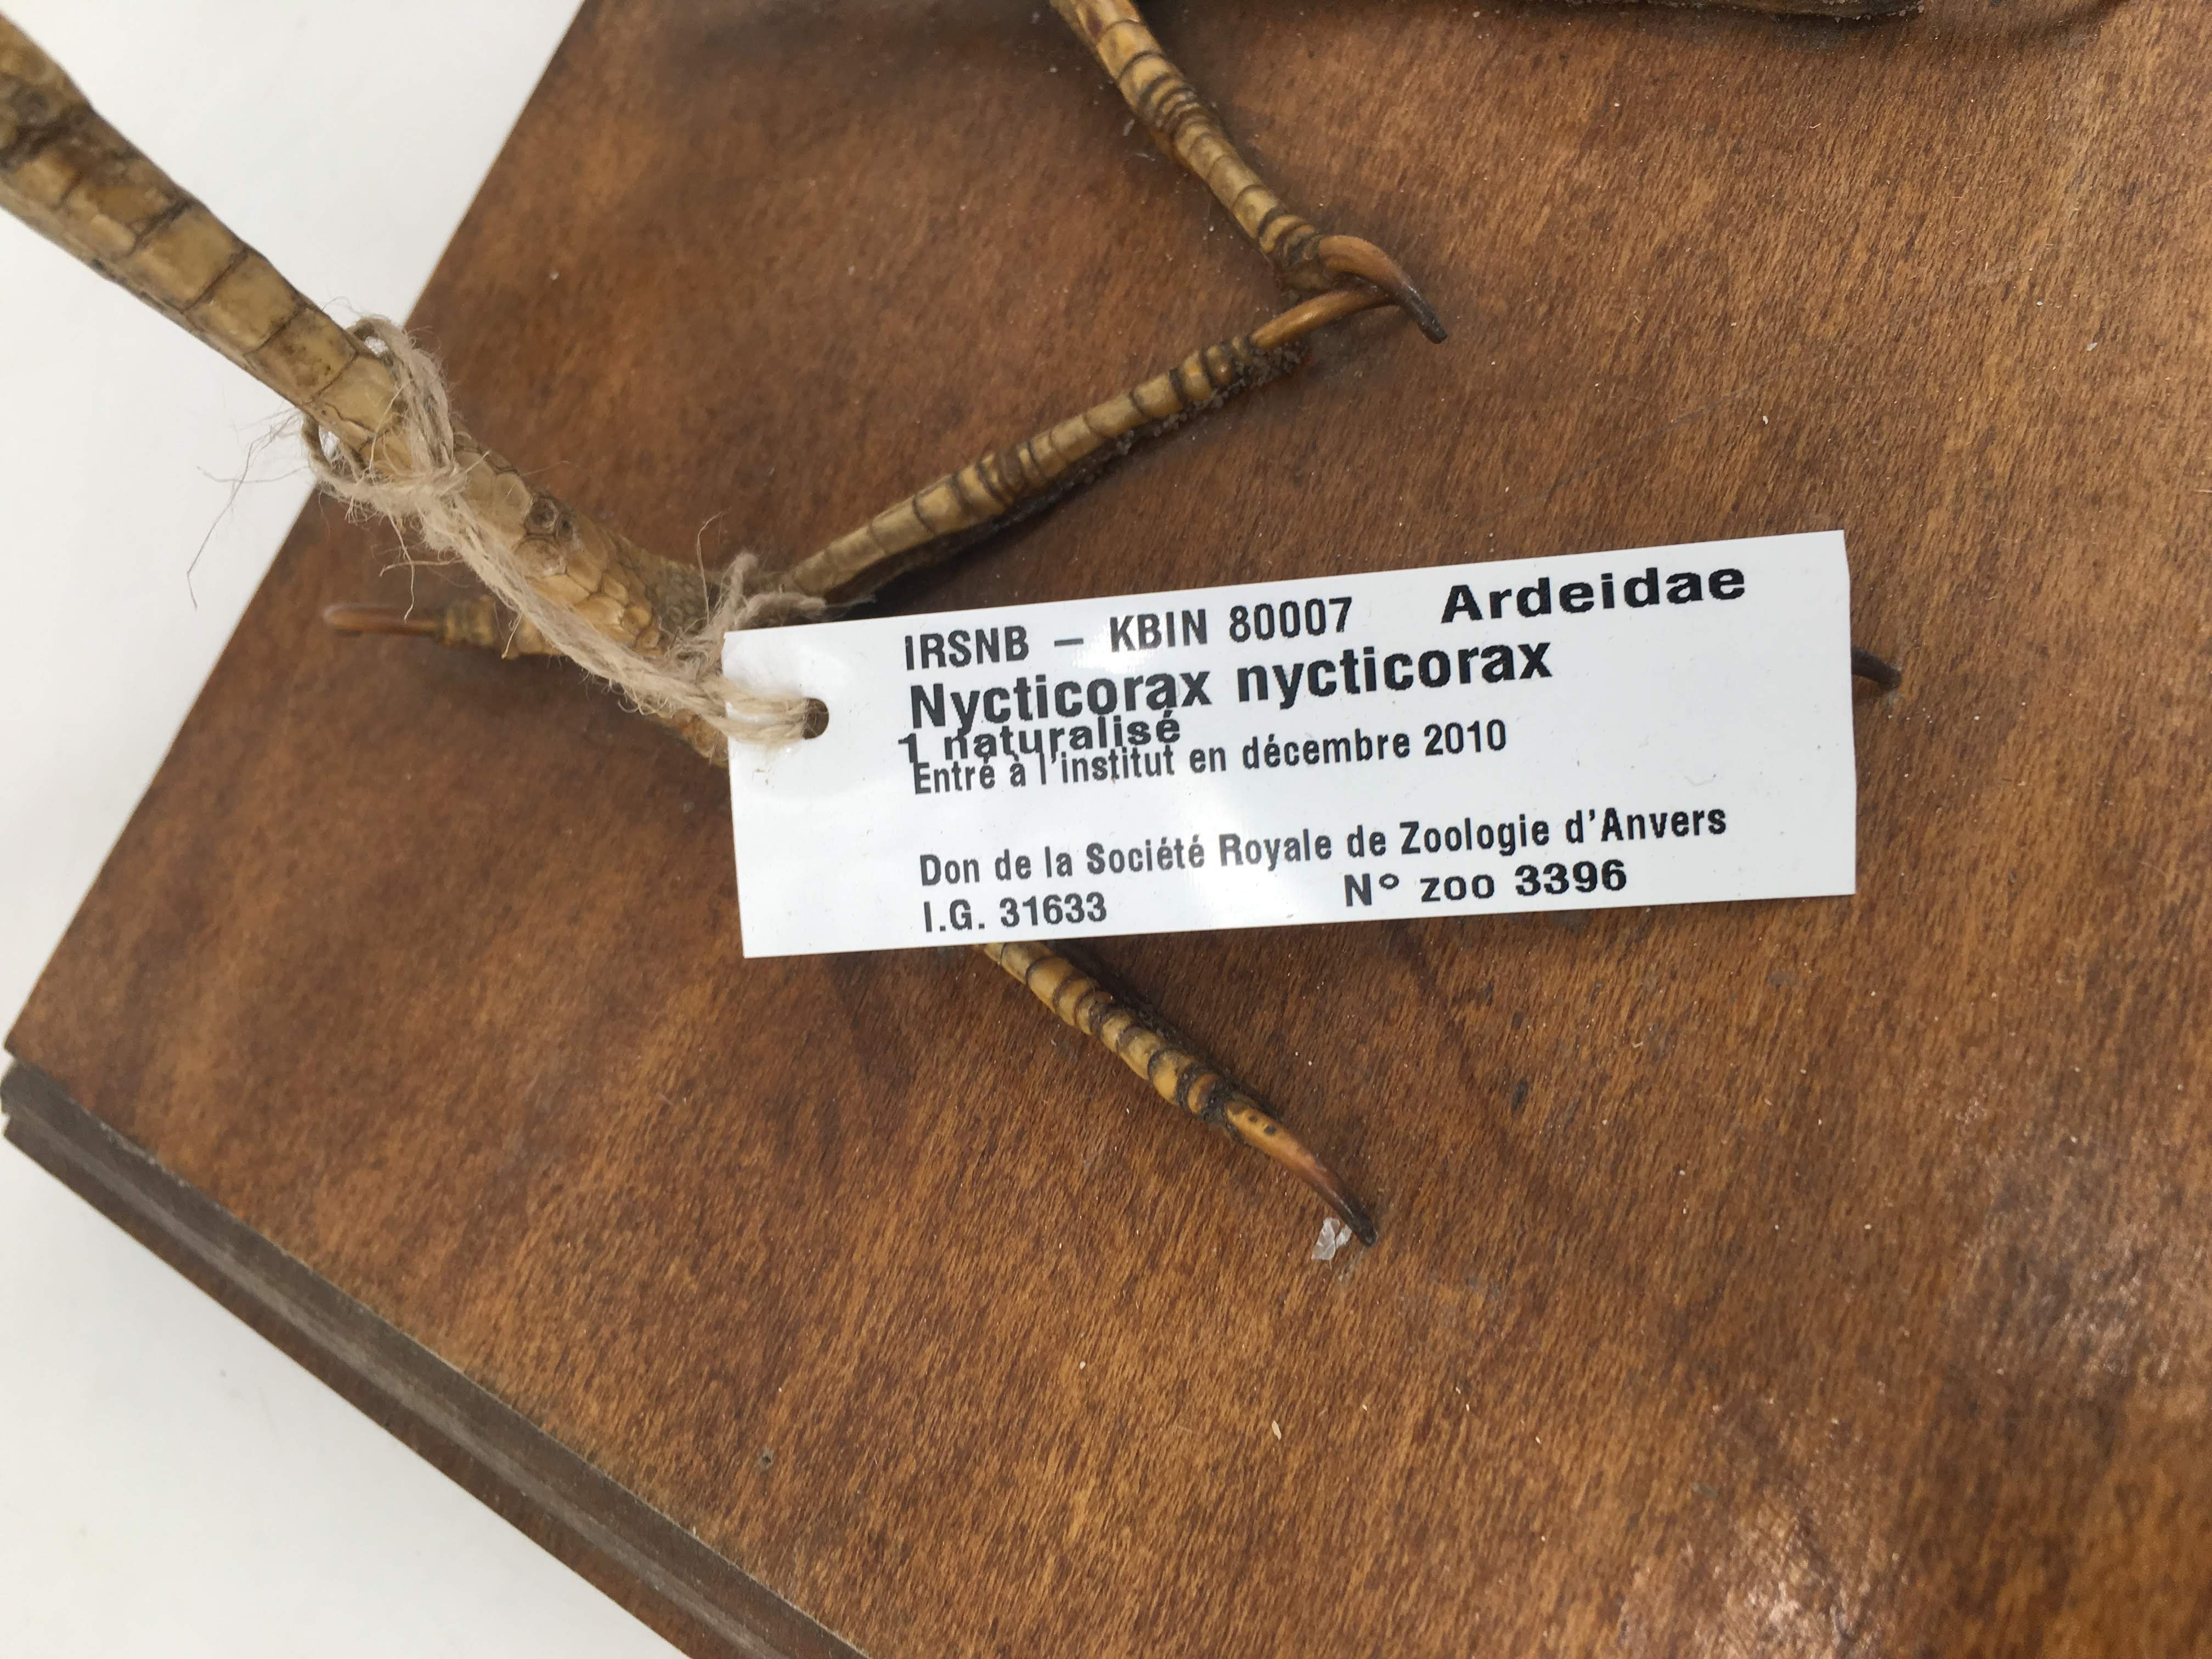 IRSNB – KBIN 80007 Ardeidae
Nycticorax nycticorax
1 naturalisé
Entré à l'institut en décembre 2010
Don de la Société Royale de Zoologie d'Anvers
I.G. 31633 N° zoo 3396